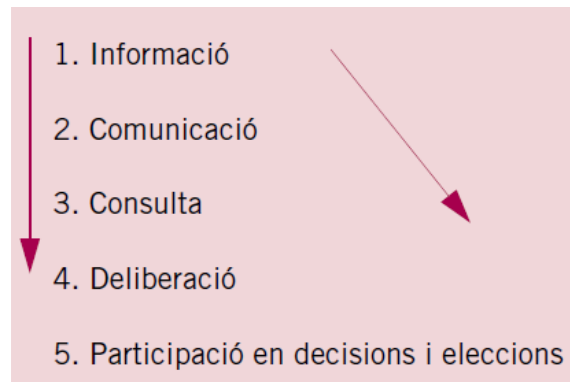 1. Informació
2. Comunicació
3. Consulta
4. Deliberació
5. Participació en decisions i eleccions